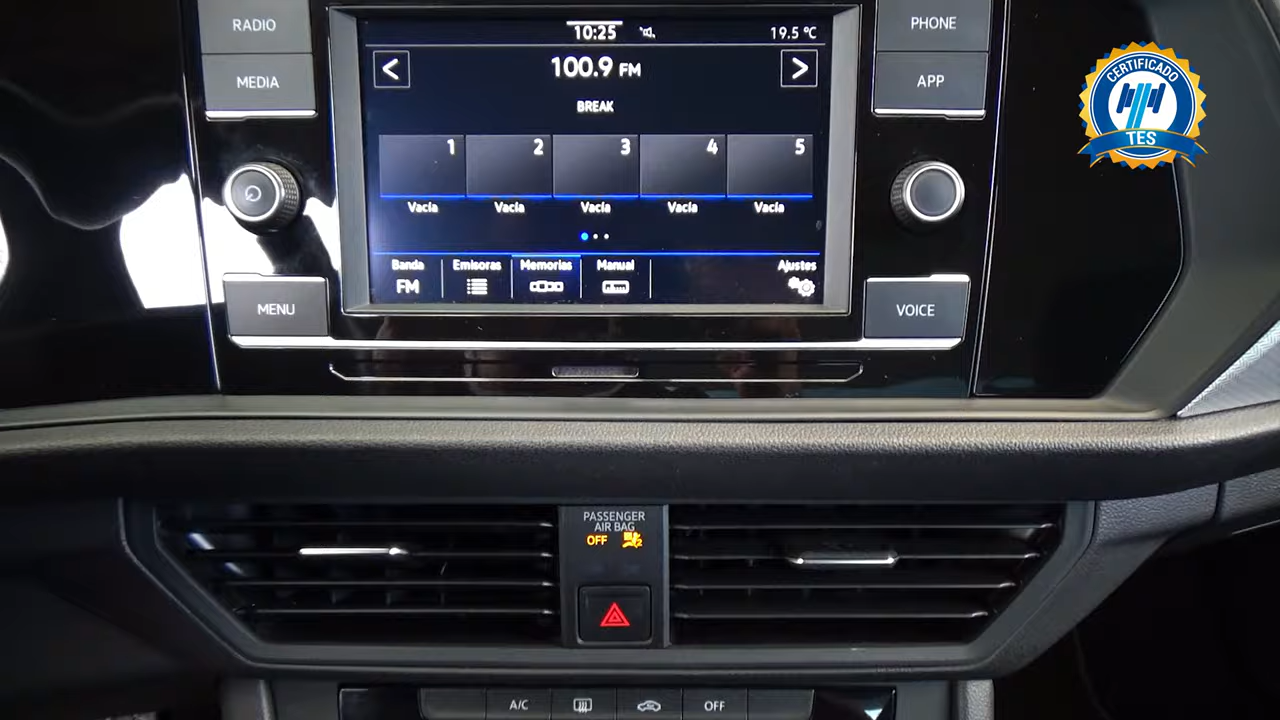 RADIO
MEDIA
10:25
19.5 °C
<
100.9 FM
>
BREAK
1
2
3
4
5
Vacía
Vacía
Vacía
Vacía
Vacía
Banda
Emisoras
Memorias
Manual
Ajustes
FM
MENU
PHONE
APP
VOICE
CERTIFICADO
TES
PASSENGER
AIR BAG
OFF
A/C
OFF